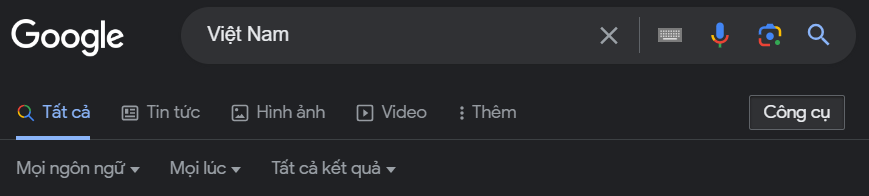 Google Việt Nam
Tất cả Tin tức Hình ảnh Video Thêm Công cụ
Mọi ngôn ngữ Mọi lúc Tất cả kết quả